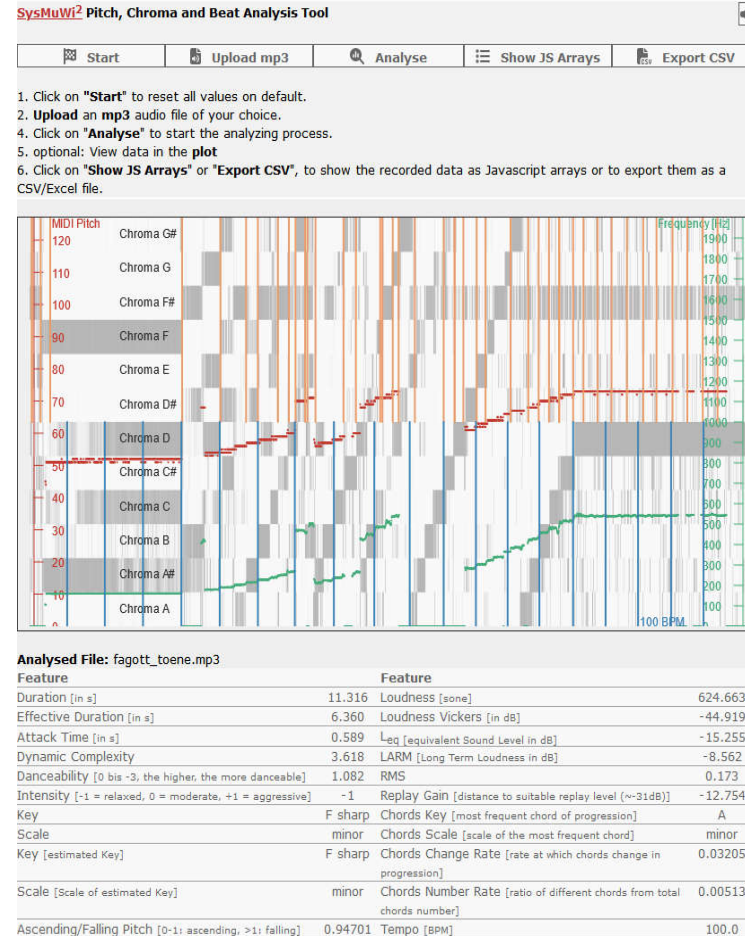 SysMuWi² Pitch, Chroma and Beat Analysis Tool
Start Upload mp3 Analyse Show JS Arrays Export CSV
1. Click on "Start" to reset all values on default.
2. Upload an mp3 audio file of your choice.
4. Click on "Analyse" to start the analyzing process.
5. optional: View data in the plot
6. Click on "Show JS Arrays" or "Export CSV", to show the recorded data as Javascript arrays or to export them as a
CSV/Excel file.
MIDI Pitch Frequency [Hz]
120 Chroma G# 1900
1800
110 Chroma G 1700
100 Chroma F# 1600
1500
90 Chroma F 1400
1300
80 Chroma E 1200
70 Chroma D# 1100
1000
60 Chroma D 900
50 Chroma C# 800
700
40 Chroma C 600
500
30 Chroma B 400
20 300
Chroma A# 200
10 Chroma A 100
0 100 BPM 0
Analysed File: fagott_toene.mp3
Feature Feature
Duration [in s] 11.316 Loudness [sone] 624.663
Effective Duration [in s] 6.360 Loudness Vickers [in dB] -44.919
Attack Time [in s] 0.589 Leq [equivalent Sound Level in dB] -15.255
Dynamic Complexity 3.618 LARM [Long Term Loudness in dB] -8.562
Danceability [0 bis ~3, the higher, the more danceable] 1.082 RMS 0.173
Intensity [-1 = relaxed, 0 = moderate, +1 = aggressive] -1 Replay Gain [distance to suitable replay level (~-31dB)] -12.754
Key F sharp Chords Key [most frequent chord of progression] A
Scale minor Chords Scale [scale of the most frequent chord] minor
Key [estimated Key] F sharp Chords Change Rate [rate at which chords change in 0.03205
progression]
Scale [Scale of estimated Key] minor Chords Number Rate [ratio of different chords from total 0.00513
chords number]
Ascending/Falling Pitch [0-1: ascending, >1: falling] 0.94701 Tempo [BPM] 100.0